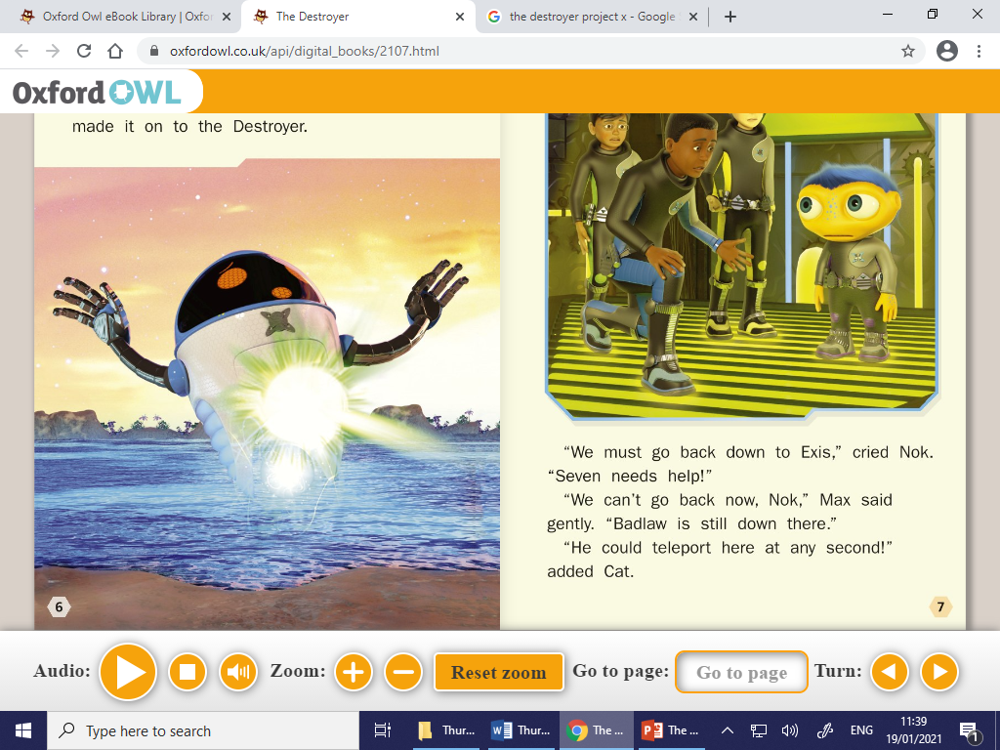 Oxford Owl eBook Library | Oxfor
The Destroyer
the destroyer project x - Google
oxfordowl.co.uk/api/digital_books/2107.html
Oxford OWL
made it on to the Destroyer.
6
“We must go back down to Exis,” cried Nok.
“Seven needs help!”
“We can’t go back now, Nok,” Max said
gently. “Badlaw is still down there.”
“He could teleport here at any second!”
added Cat.
7
Audio:
Zoom:
Reset zoom
Go to page:
Go to page
Turn:
Type here to search
Thur...
Thur...
The ...
The ...
ENG
11:39
19/01/2021
1